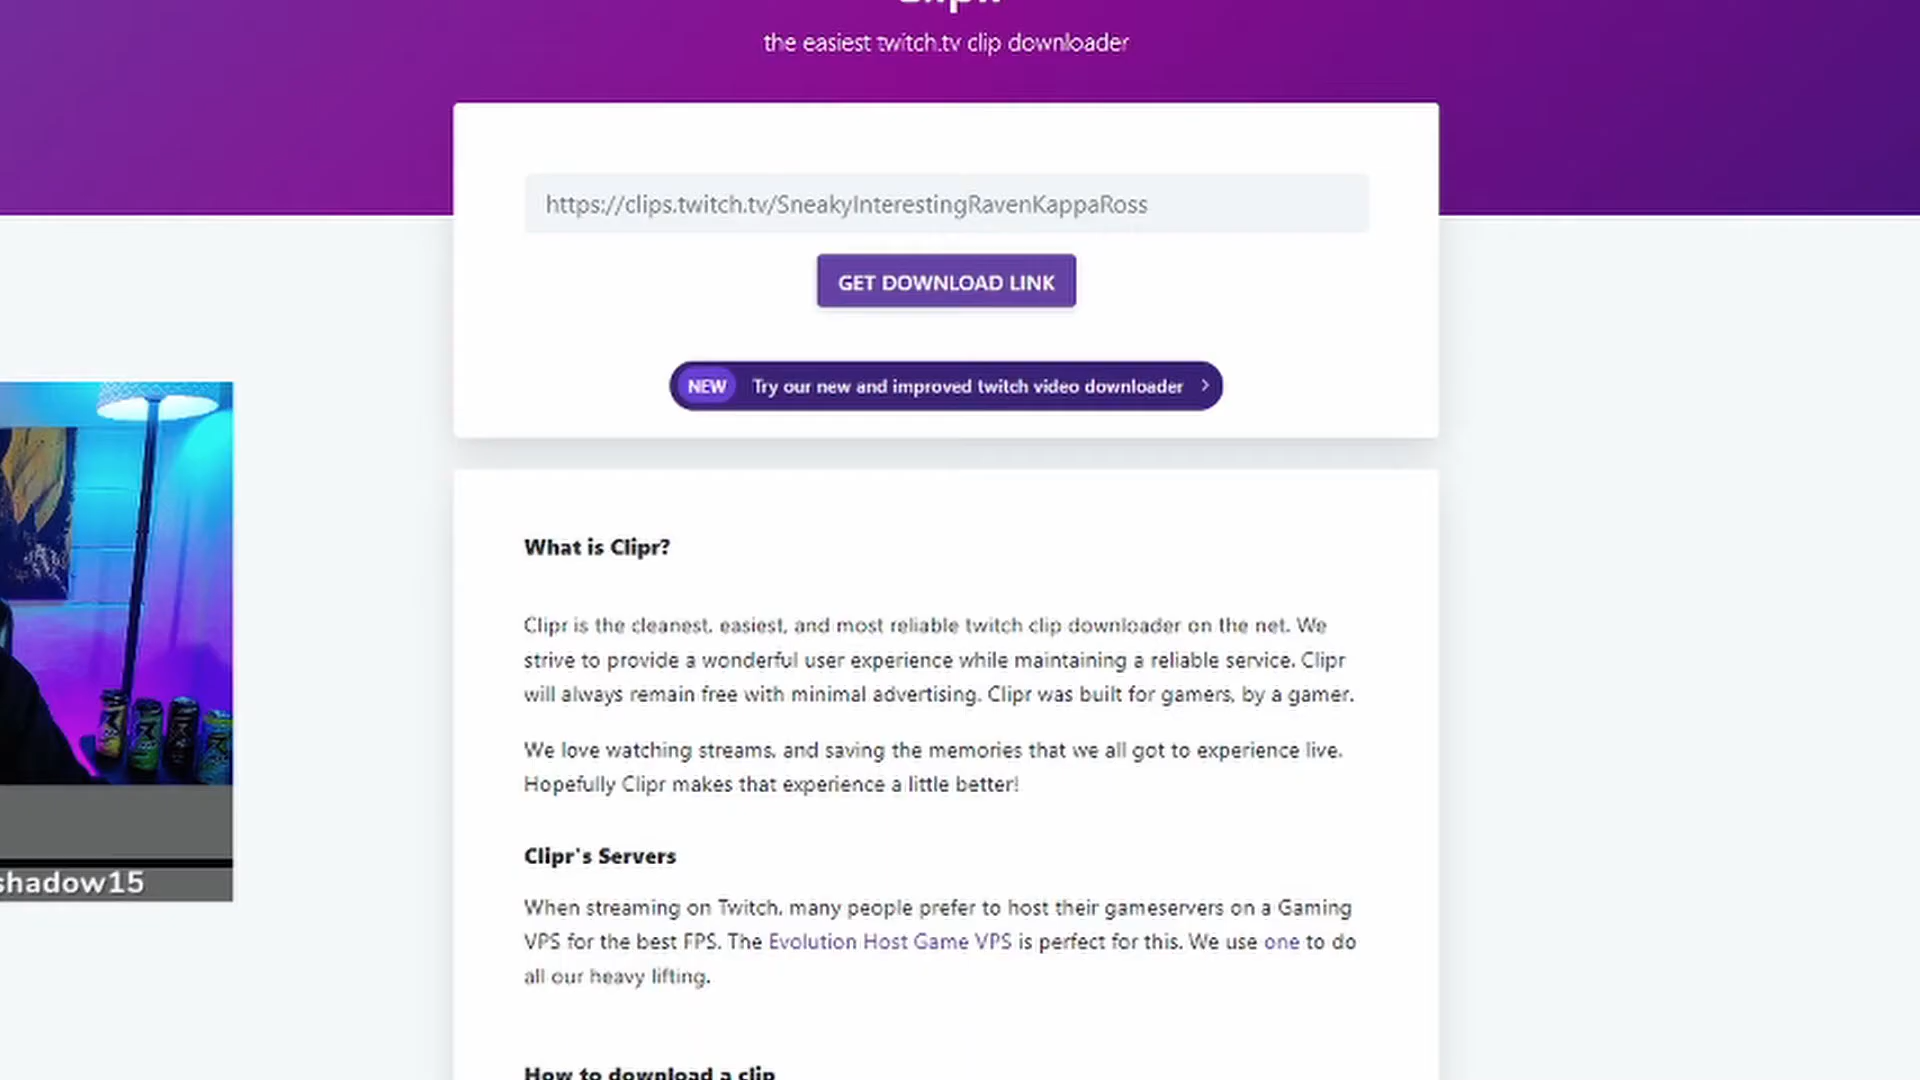 the easiest twitch.tv clip downloader
https://clips.twitch.tv/SneakyInterestingRavenKappaRoss
GET DOWNLOAD LINK
NEW Try our new and improved twitch video downloader
What is Clipr?
Clipr is the cleanest, easiest, and most reliable twitch clip downloader on the net. We
strive to provide a wonderful user experience while maintaining a reliable service. Clipr
will always remain free with minimal advertising. Clipr was built for gamers, by a gamer.
We love watching streams, and saving the memories that we all got to experience live.
Hopefully Clipr makes that experience a little better!
shadow15
Clipr's Servers
When streaming on Twitch, many people prefer to host their gameservers on a Gaming
VPS for the best FPS. The Evolution Host Game VPS is perfect for this. We use one to do
all our heavy lifting.
How to download a clip